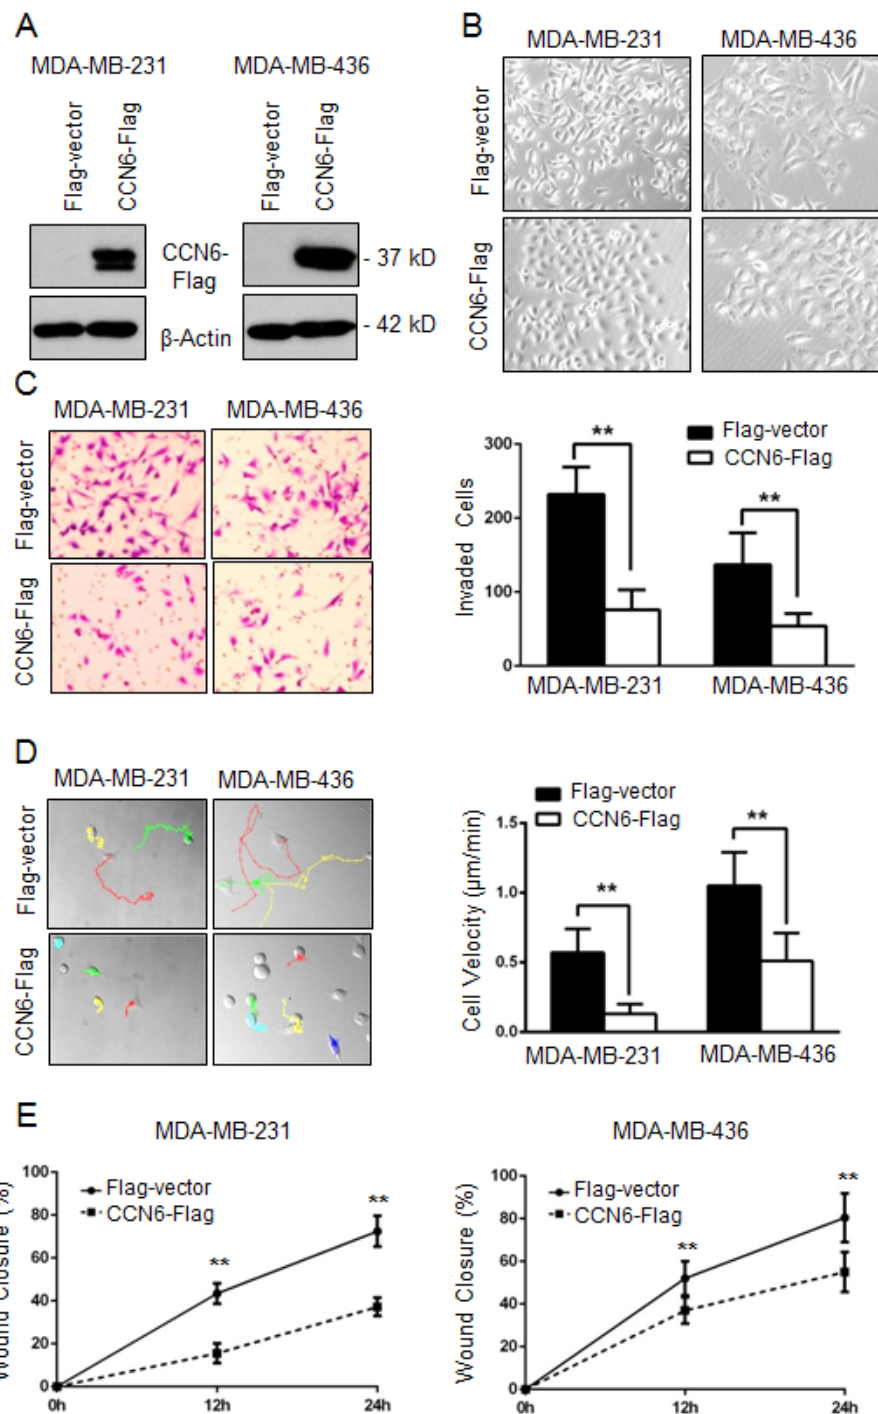 A
MDA-MB-231
MDA-MB-436
Flag-vector
CCN6-Flag
Flag-vector
CCN6-Flag
CCN6-
Flag
- 37 kD
β-Actin
- 42 kD
B
MDA-MB-231
MDA-MB-436
Flag-vector
CCN6-Flag
C
MDA-MB-231
MDA-MB-436
Flag-vector
CCN6-Flag
Invaded Cells
300
200
100
0
**
**
Flag-vector
CCN6-Flag
MDA-MB-231
MDA-MB-436
D
MDA-MB-231
MDA-MB-436
Flag-vector
CCN6-Flag
Cell Velocity (µm/min)
1.5
1.0
0.5
0.0
Flag-vector
CCN6-Flag
**
**
MDA-MB-231
MDA-MB-436
E
MDA-MB-231
Wound Closure (%)
100
80
60
40
20
0
Flag-vector
CCN6-Flag
**
**
0h
12h
24h
MDA-MB-436
Wound Closure (%)
100
80
60
40
20
0
Flag-vector
CCN6-Flag
**
**
0h
12h
24h